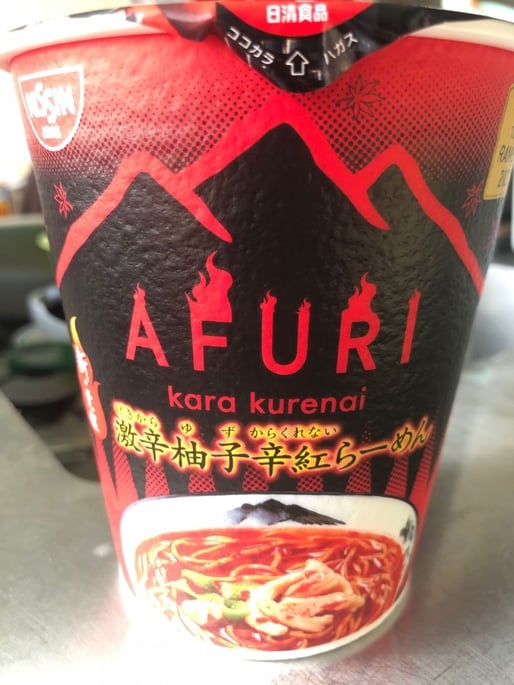 日清食品
ココカラ ハガス
NISSIN
AFURI
kara kurenai
げきから ゆ ず からくれない
激辛柚子辛紅らーめん